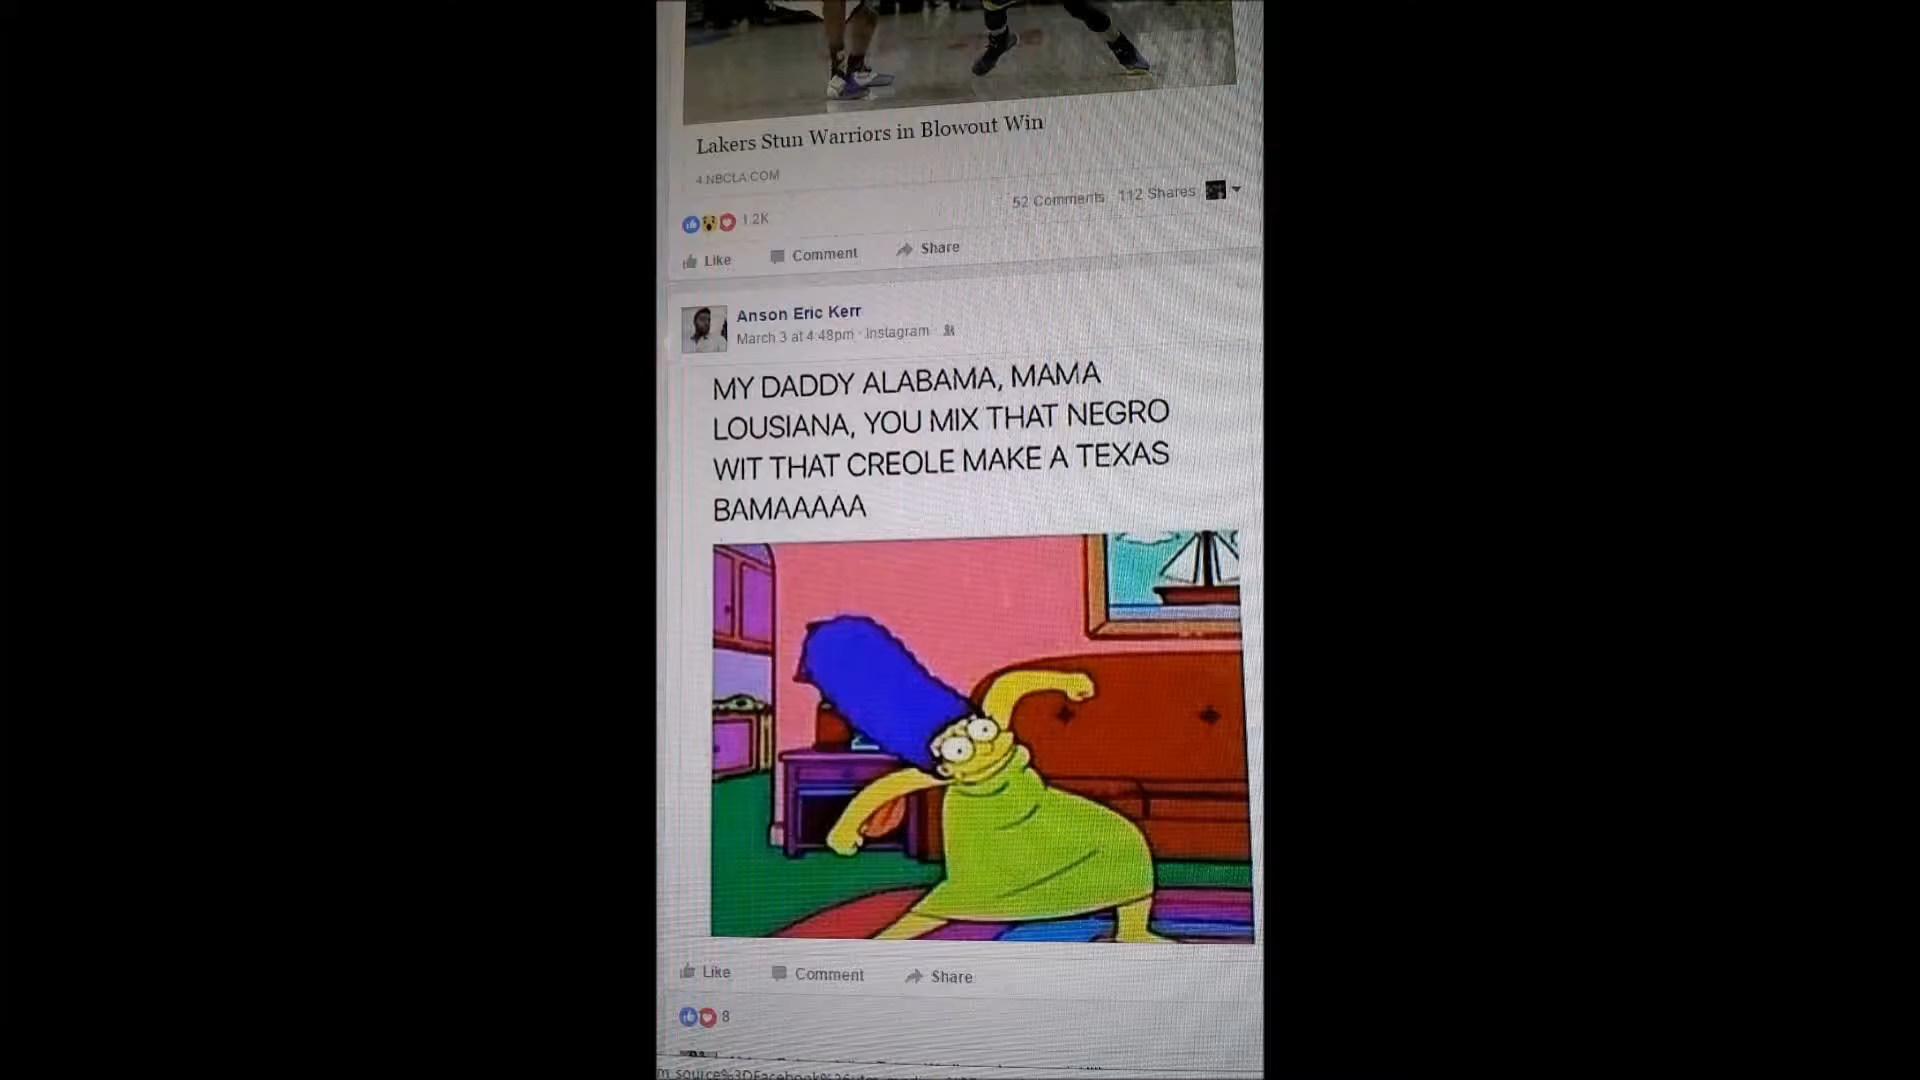 Lakers Stun Warriors in Blowout Win
4.NBCLA.COM
1.2K
52 Comments 112 Shares
Like Comment Share
Anson Eric Kerr
March 3 at 4:48pm · Instagram ·
MY DADDY ALABAMA, MAMA
LOUSIANA, YOU MIX THAT NEGRO
WIT THAT CREOLE MAKE A TEXAS
BAMAAAAA
Like Comment Share
8